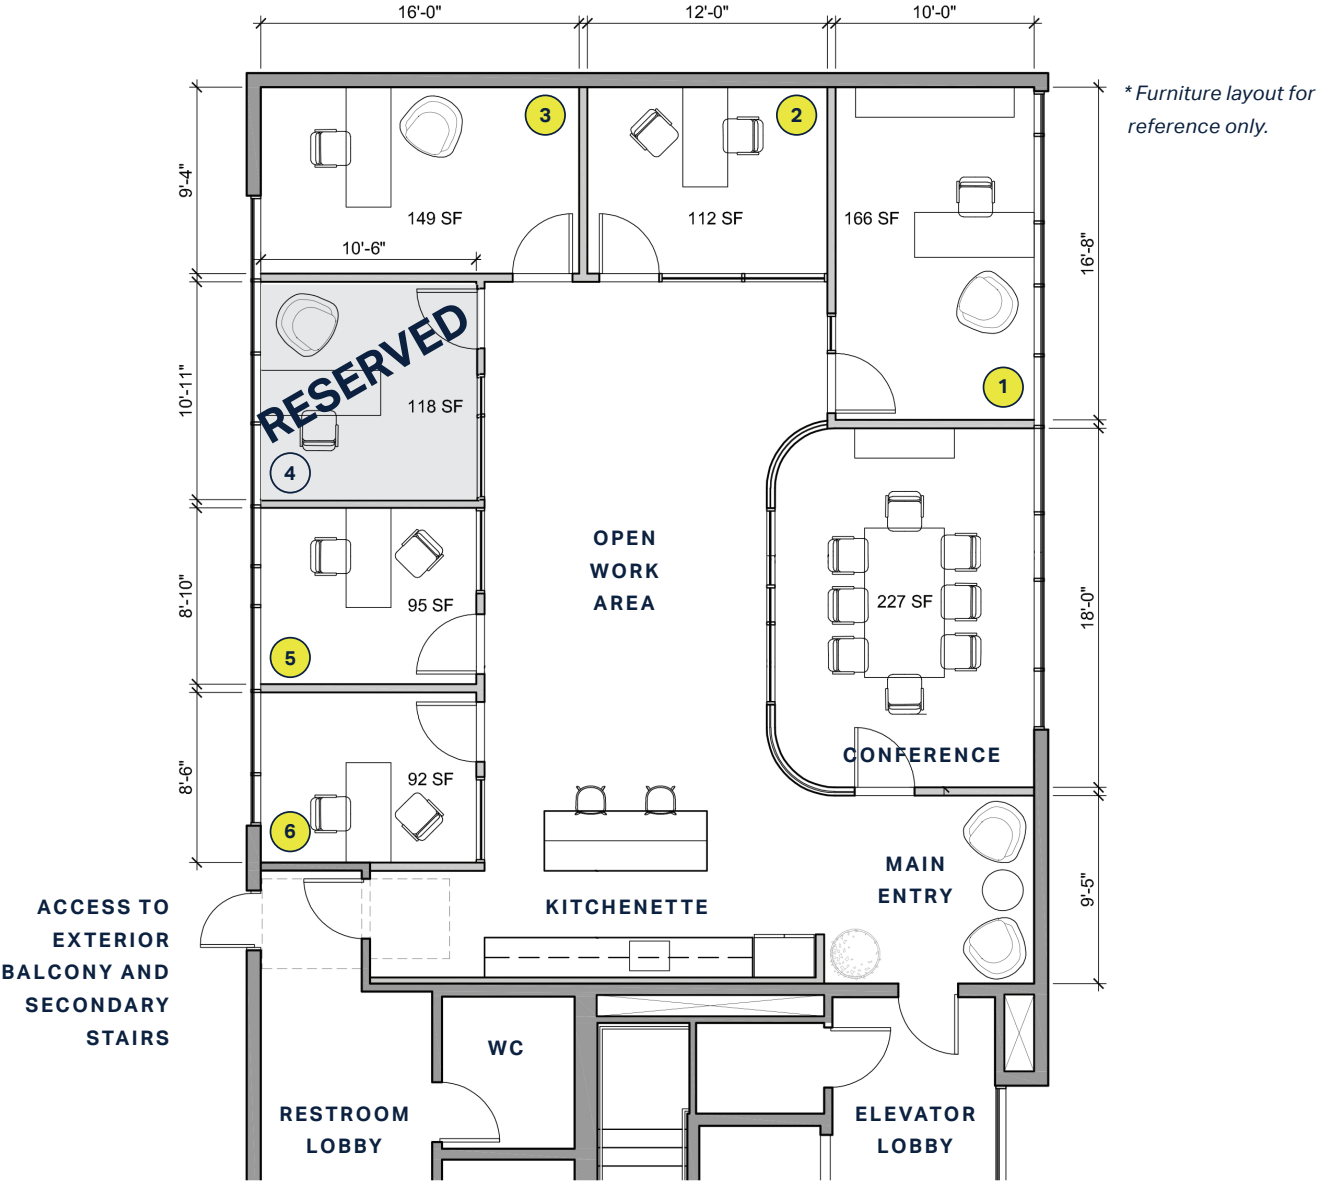 16'-0"
12'-0"
10'-0"
* Furniture layout for
reference only.
3
2
9'-4"
149 SF
112 SF
166 SF
10'-6"
16'-8"
RESERVED
1
10'-11"
118 SF
4
OPEN
WORK
AREA
8'-10"
95 SF
227 SF
18'-0"
5
8'-6"
92 SF
CONFERENCE
6
MAIN
ENTRY
9'-5"
KITCHENETTE
ACCESS TO
EXTERIOR
BALCONY AND
SECONDARY
STAIRS
WC
RESTROOM
LOBBY
ELEVATOR
LOBBY